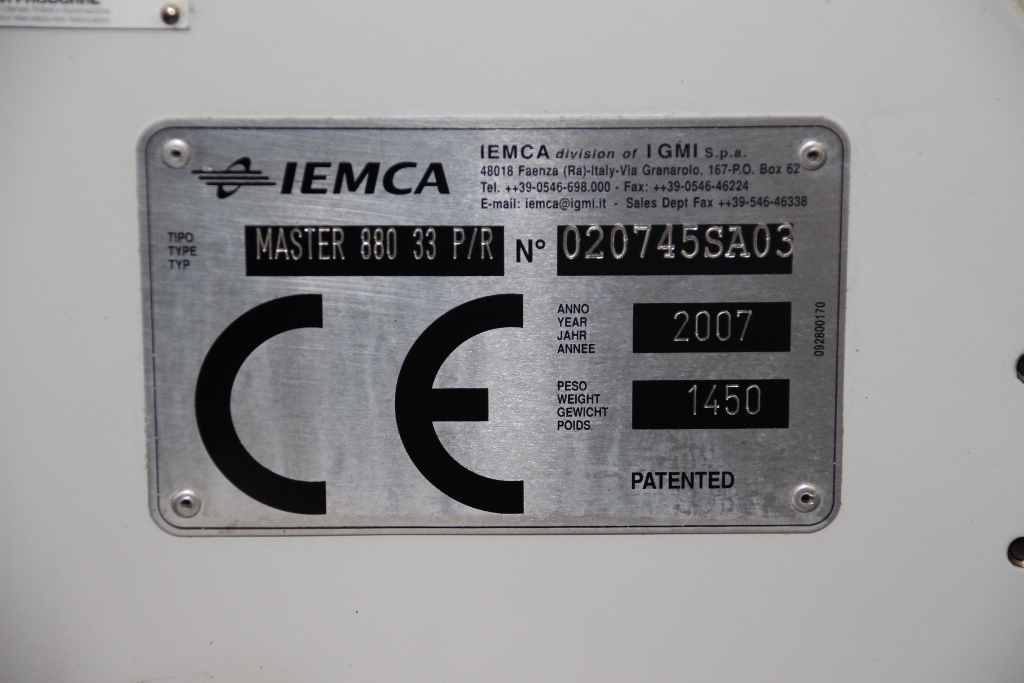 IEMCA
IEMCA division of IGMI S.p.a.
48018 Faenza (Ra)-Italy-Via Granarolo, 167-P.O. Box 62
Tel. ++39-0546-698.000 - Fax: ++39-0546-46224
E-mail: iemca@igmi.it - Sales Dept Fax ++39-546-46338
TIPO
TYPE
TYP
MASTER 880 33 P/R
N° 020745SA03
CE
ANNO
YEAR
JAHR
ANNEE
2007
092800170
PESO
WEIGHT
GEWICHT
POIDS
1450
PATENTED